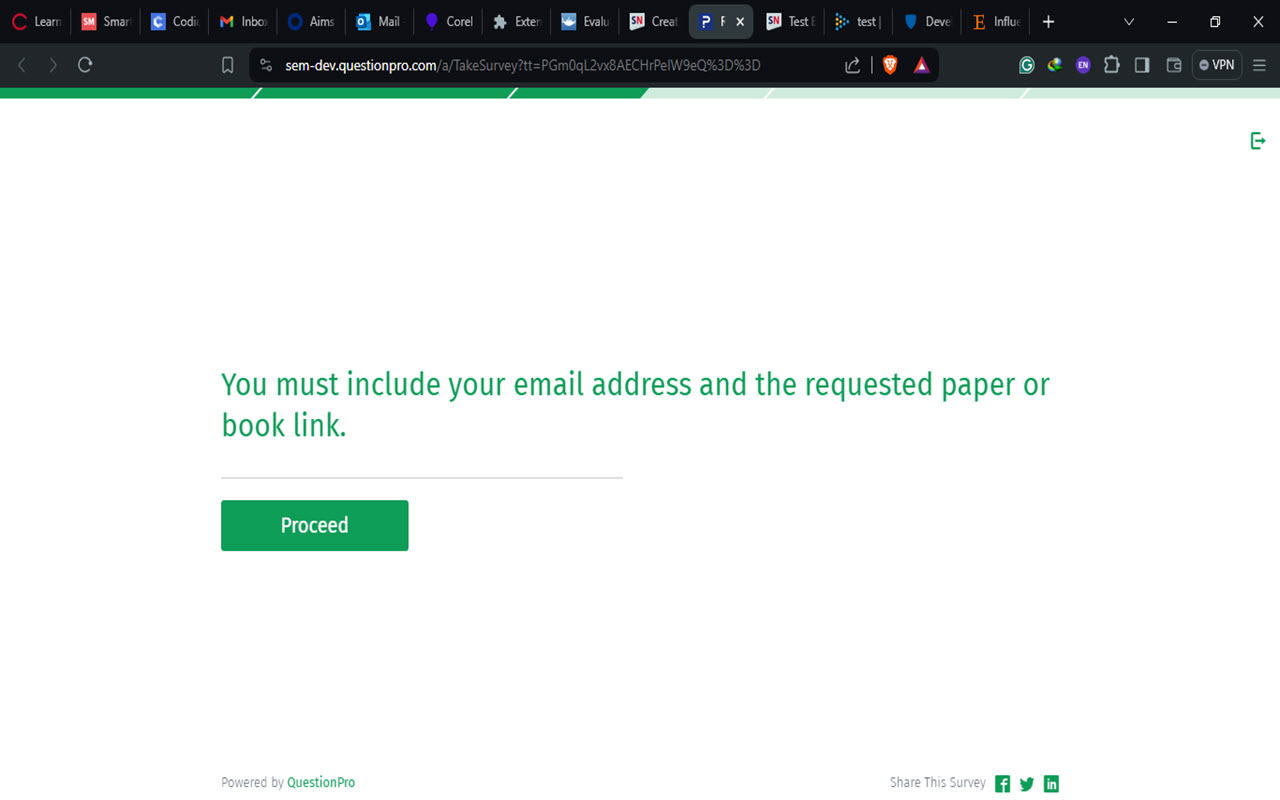 Learn SM Smar Codi Inbo Aims Mail Corel Exten Evalu SN Creat P SN Test E test | Devel E Influe
sem-dev.questionpro.com/a/TakeSurvey?tt=PGm0qL2vx8AECHrPeIW9eQ%3D%3D EN VPN
You must include your email address and the requested paper or
book link.
Proceed
Powered by QuestionPro Share This Survey